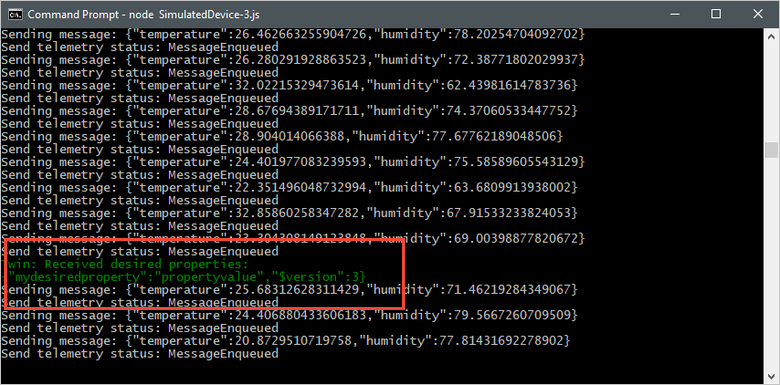 Command Prompt - node SimulatedDevice-3.js
Sending message: {"temperature":26.462663255904726,"humidity":78.20254704092702}
Send telemetry status: MessageEnqueued
Sending message: {"temperature":26.280291928863523,"humidity":72.38771802029937}
Send telemetry status: MessageEnqueued
Sending message: {"temperature":32.02215329473614,"humidity":62.43981614783736}
Send telemetry status: MessageEnqueued
Sending message: {"temperature":28.67694389171711,"humidity":74.37060533447752}
Send telemetry status: MessageEnqueued
Sending message: {"temperature":28.904014066388,"humidity":77.67762189048506}
Send telemetry status: MessageEnqueued
Sending message: {"temperature":24.401977083239593,"humidity":75.58589605543129}
Send telemetry status: MessageEnqueued
Sending message: {"temperature":22.351496048732994,"humidity":63.6809913938002}
Send telemetry status: MessageEnqueued
Sending message: {"temperature":32.85860258347282,"humidity":67.91533233824053}
Send telemetry status: MessageEnqueued
Sending message: {"temperature":23.304308149123848,"humidity":69.00398877820672}
Send telemetry status: MessageEnqueued
win: Received desired properties:
"mydesiredproperty":"propertyvalue","$version":3}
Sending message: {"temperature":25.68312628311429,"humidity":71.46219284349067}
Send telemetry status: MessageEnqueued
Sending message: {"temperature":24.406880433606183,"humidity":79.5667260709509}
Send telemetry status: MessageEnqueued
Sending message: {"temperature":20.8729510719758,"humidity":77.81431692278902}
Send telemetry status: MessageEnqueued